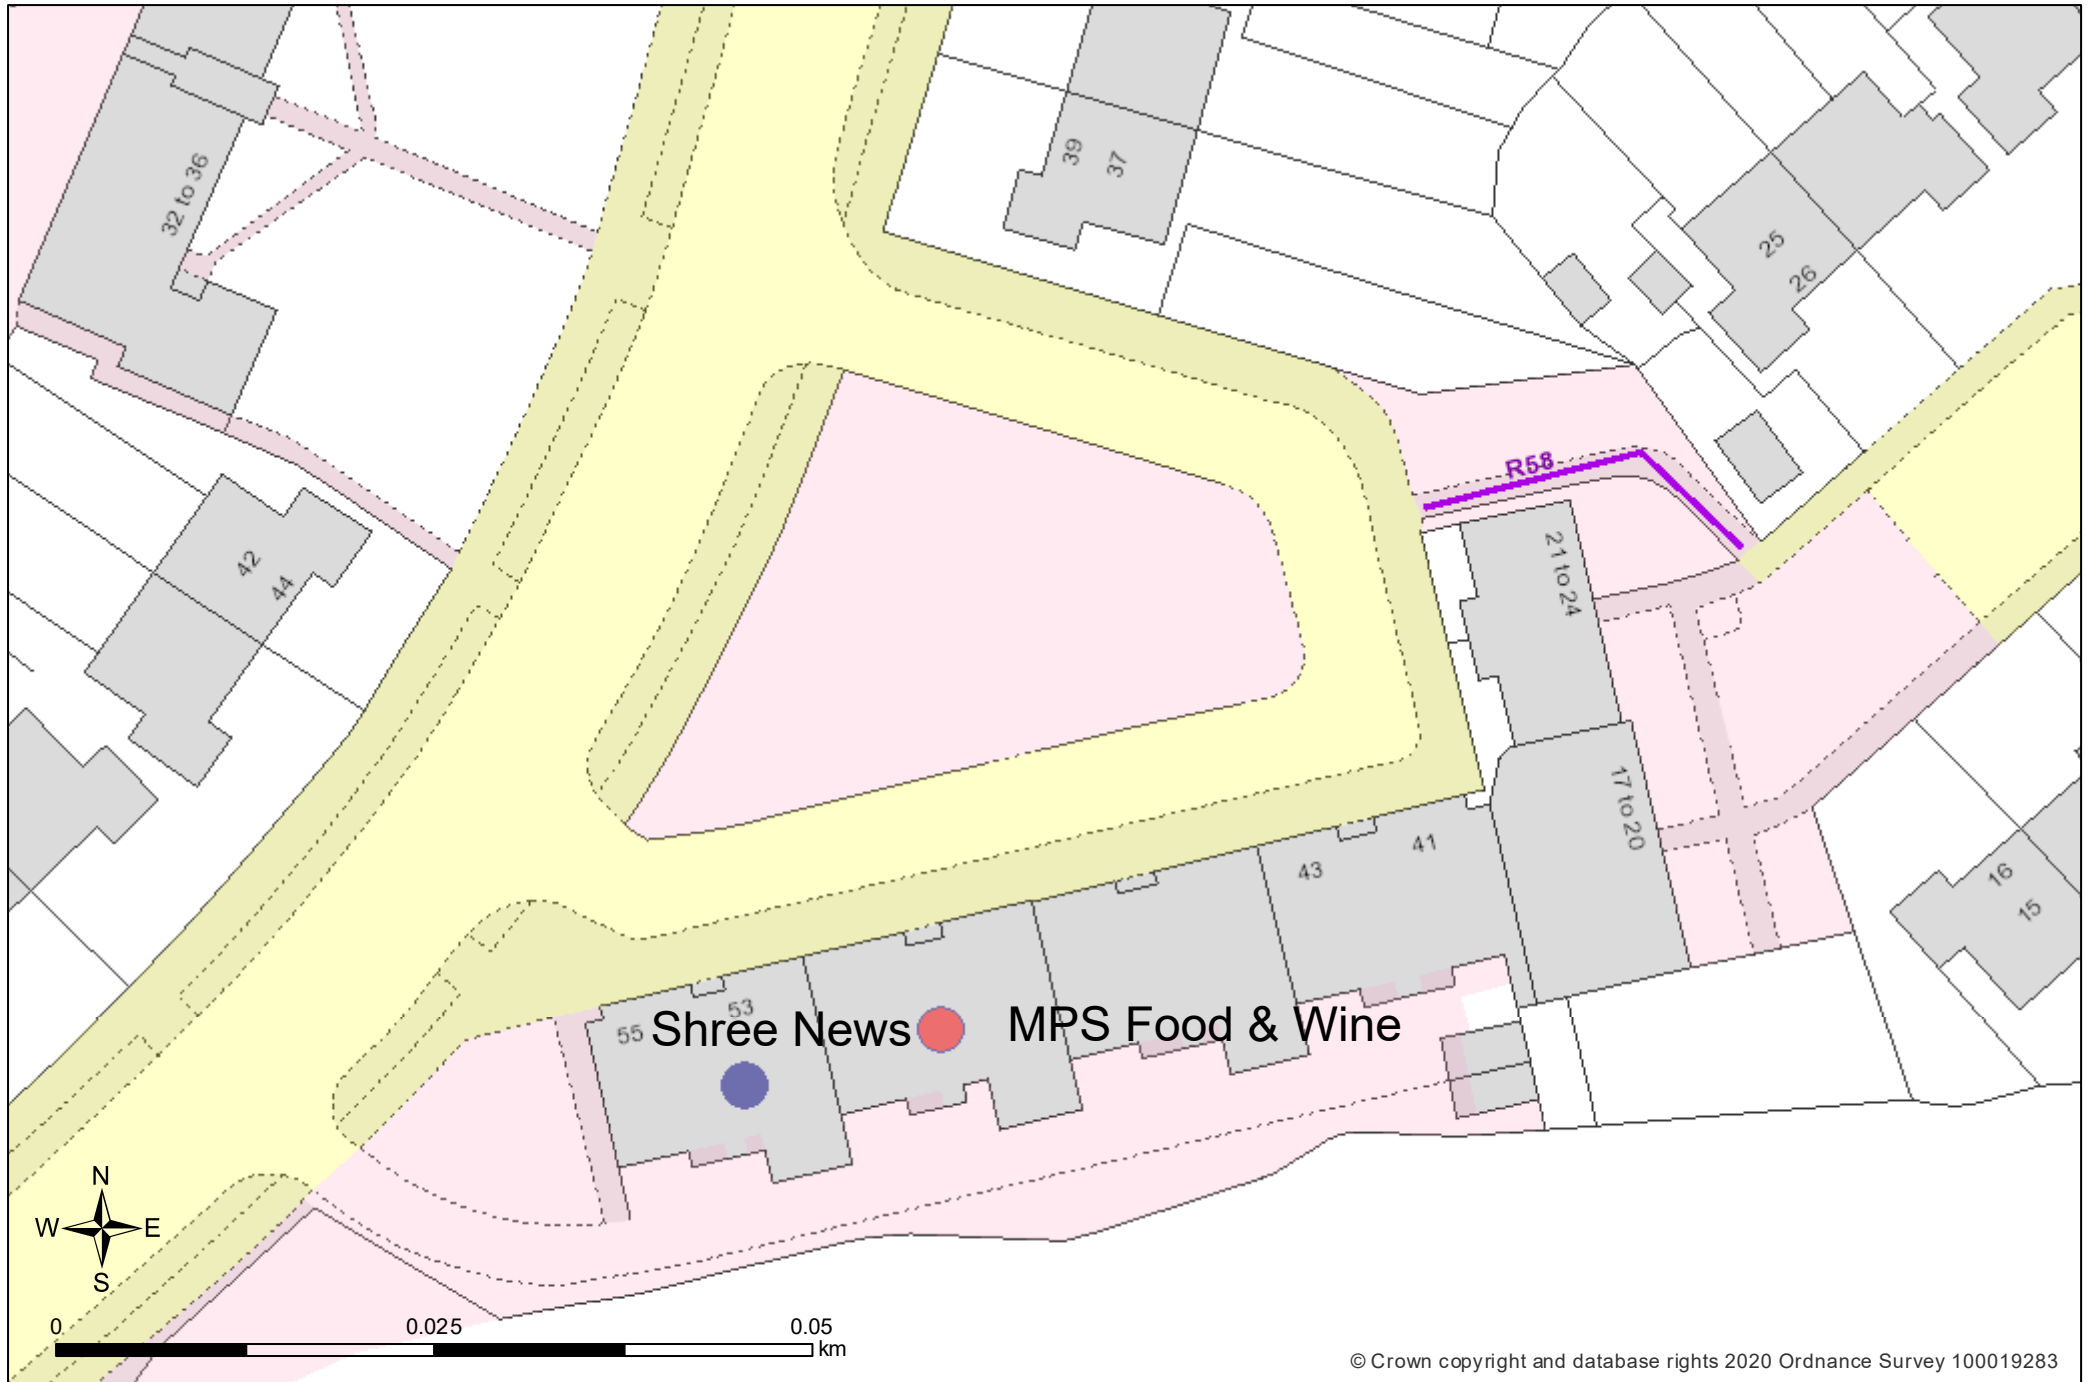 32 to 36
39
37
25
26
R58
42
44
21 to 24
17 to 20
41
43
16
15
53
55
Shree News
MPS Food & Wine
N
W E
S
0 0.025 0.05
km
© Crown copyright and database rights 2020 Ordnance Survey 100019283